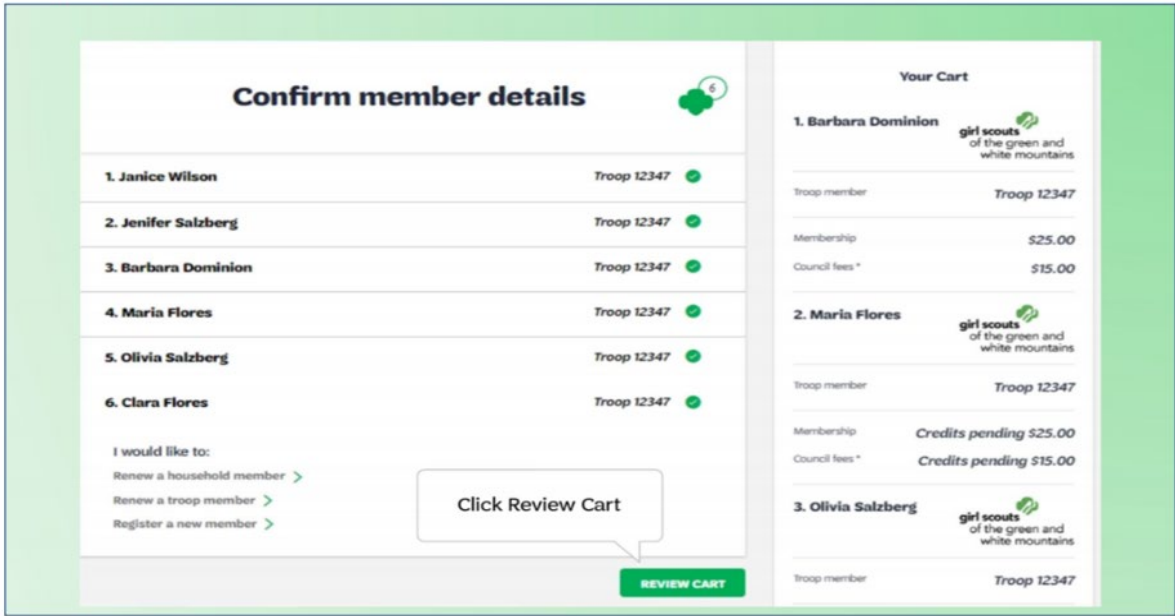 Confirm member details
6
1. Janice Wilson Troop 12347
2. Jenifer Salzberg Troop 12347
3. Barbara Dominion Troop 12347
4. Maria Flores Troop 12347
5. Olivia Salzberg Troop 12347
6. Clara Flores Troop 12347
I would like to:
Renew a household member >
Renew a troop member >
Register a new member >
Click Review Cart
REVIEW CART
Your Cart
1. Barbara Dominion
girl scouts
of the green and
white mountains
Troop member Troop 12347
Membership $25.00
Council fees * $15.00
2. Maria Flores
girl scouts
of the green and
white mountains
Troop member Troop 12347
Membership Credits pending $25.00
Council fees * Credits pending $15.00
3. Olivia Salzberg
girl scouts
of the green and
white mountains
Troop member Troop 12347